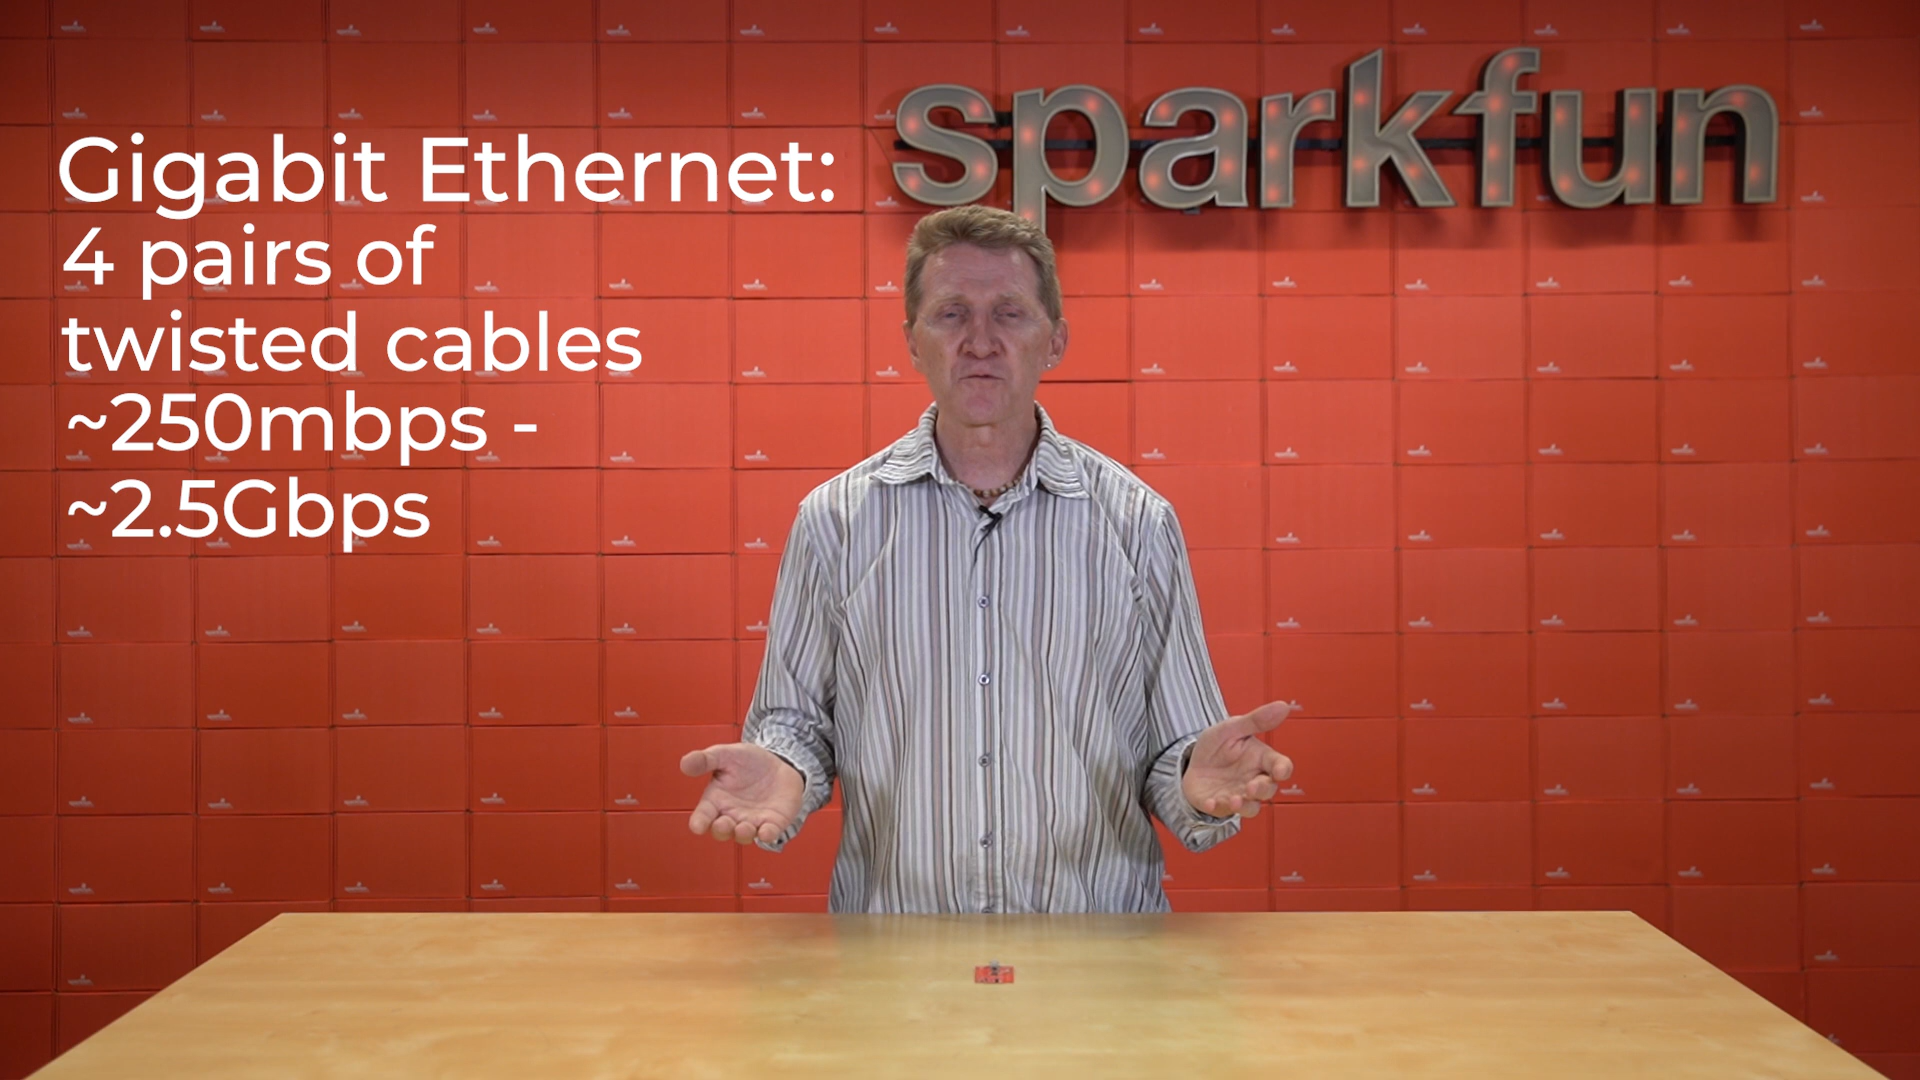 sparkfun
Gigabit Ethernet:
4 pairs of
twisted cables
~250mbps -
~2.5Gbps